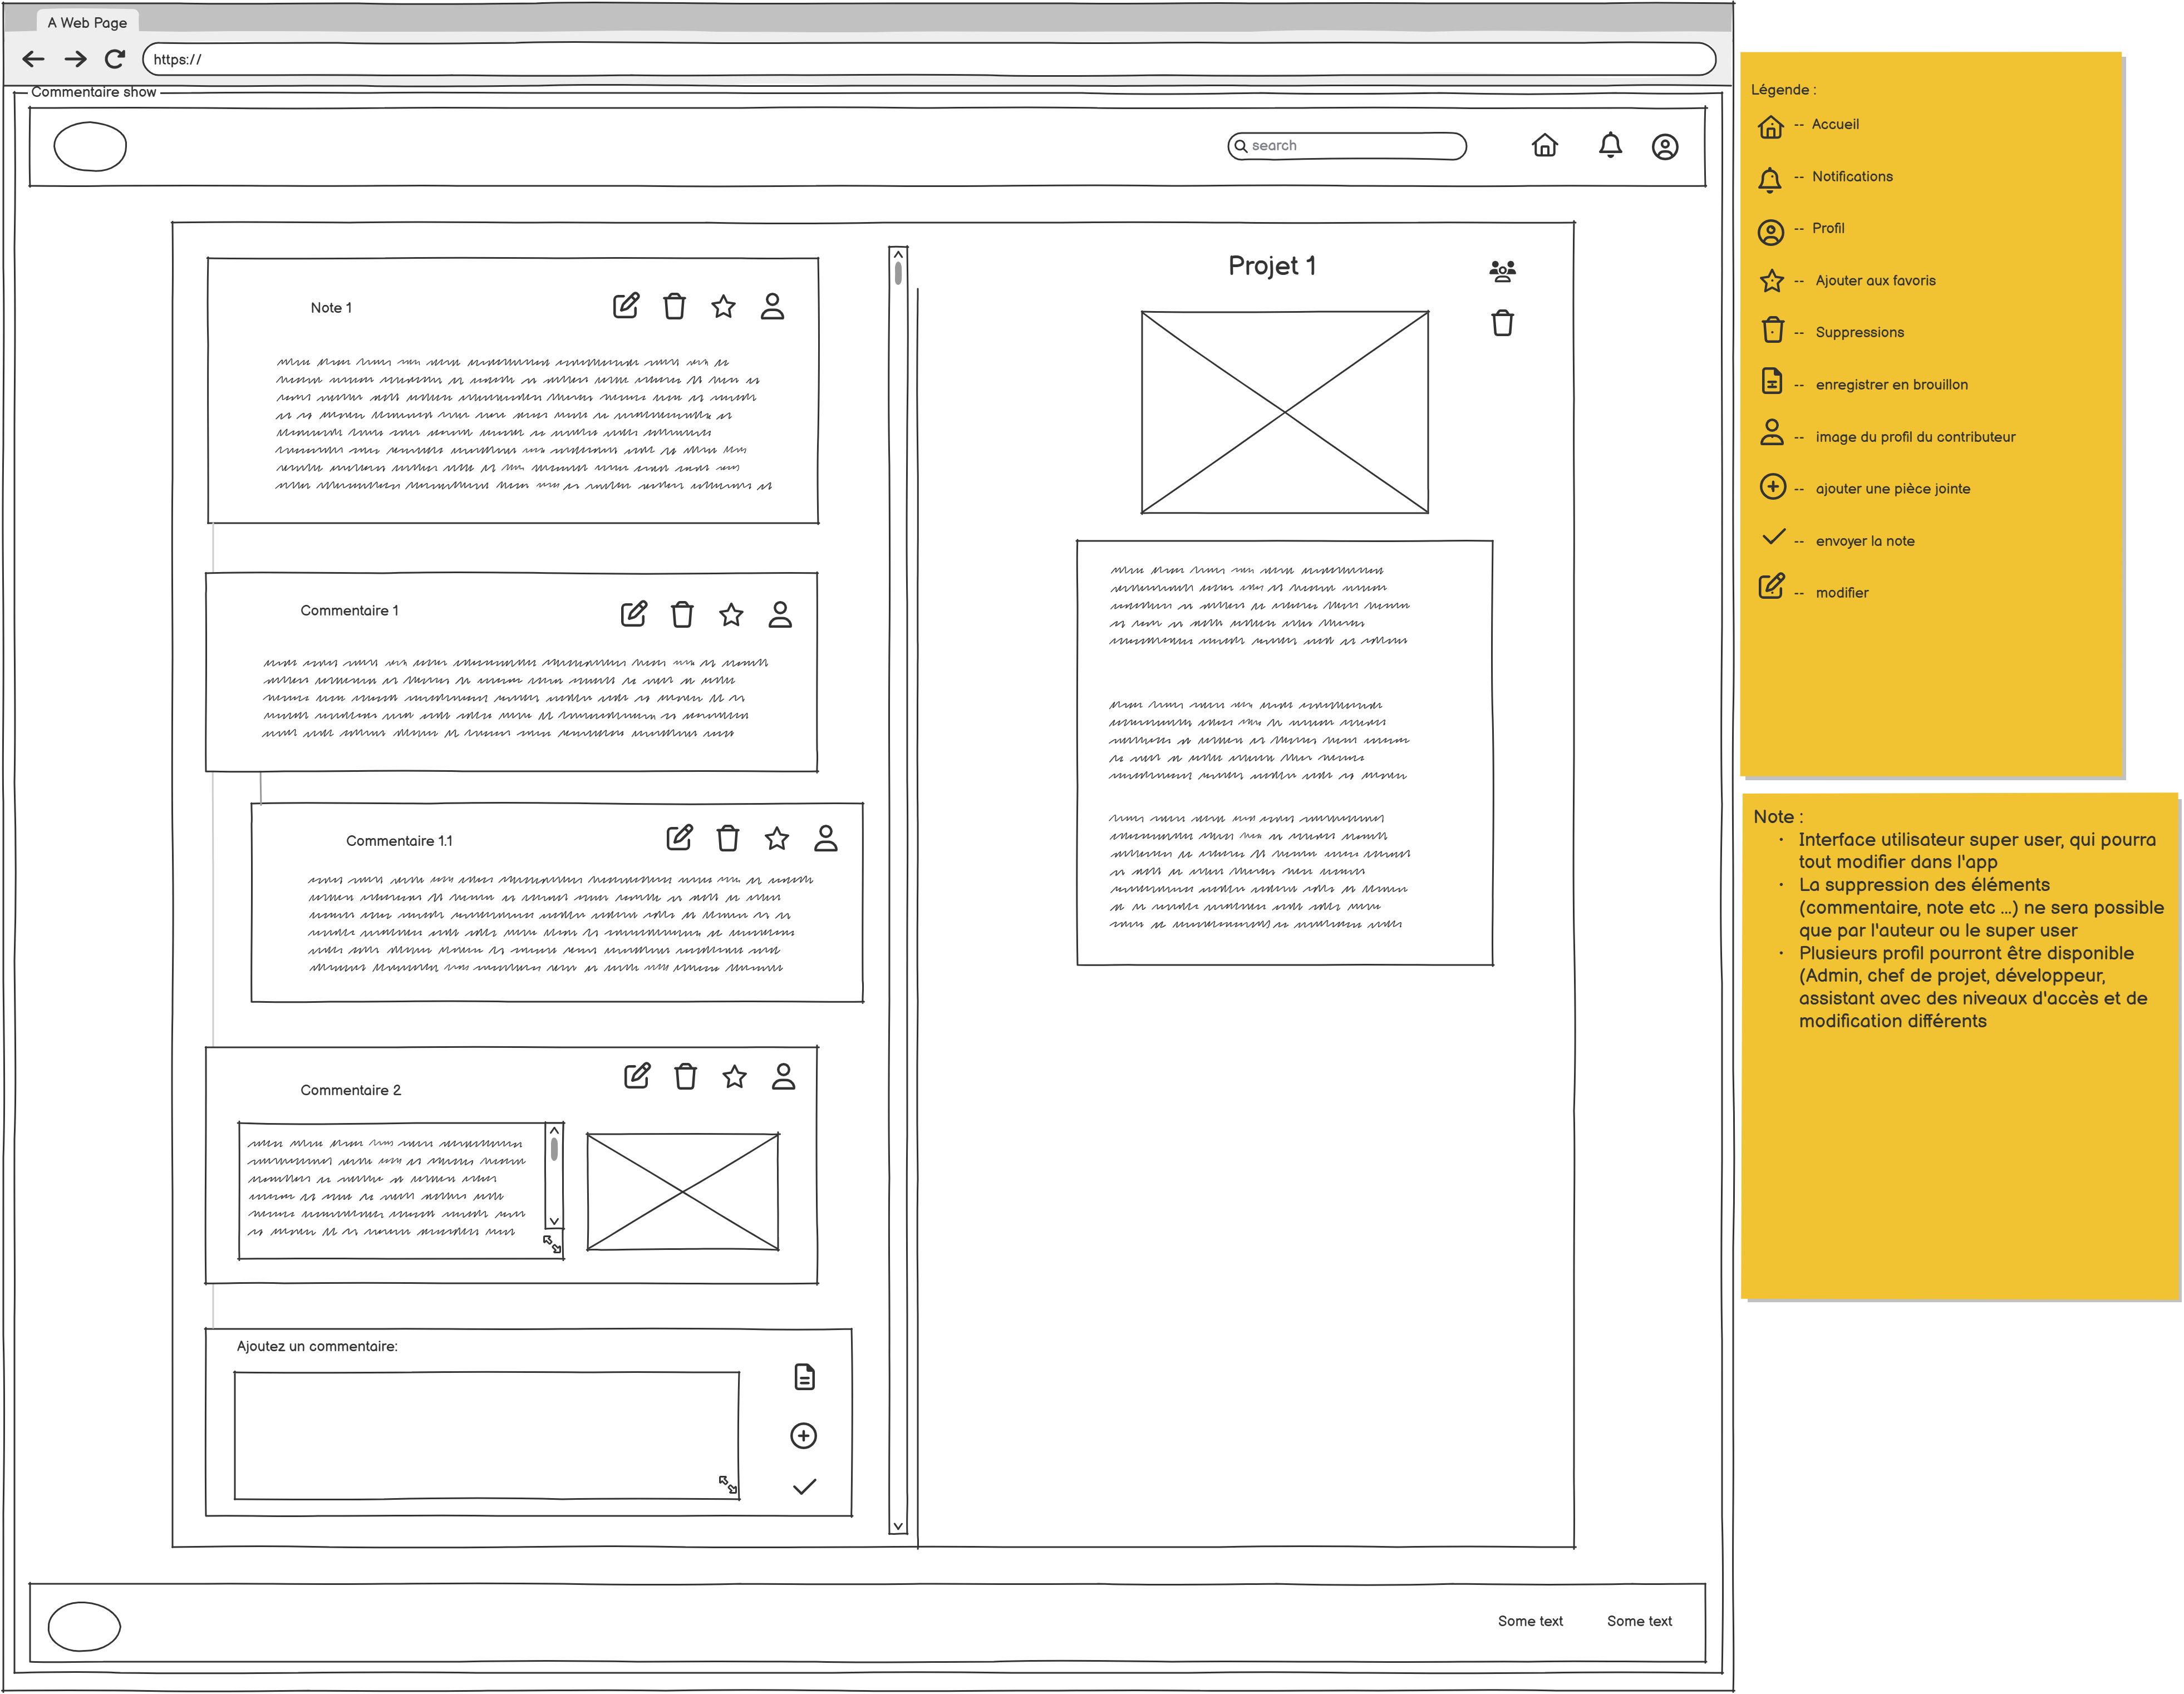 A Web Page
https://
Commentaire show
search
Note 1
Commentaire 1
Commentaire 1.1
Commentaire 2
Ajoutez un commentaire:
Projet 1
Some text
Some text
Légende :
-- Accueil
-- Notifications
-- Profil
-- Ajouter aux favoris
-- Suppressions
-- enregistrer en brouillon
-- image du profil du contributeur
-- ajouter une pièce jointe
-- envoyer la note
-- modifier
Note :
• Interface utilisateur super user, qui pourra
tout modifier dans l'app
• La suppression des éléments
(commentaire, note etc ...) ne sera possible
que par l'auteur ou le super user
• Plusieurs profil pourront être disponible
(Admin, chef de projet, développeur,
assistant avec des niveaux d'accès et de
modification différents